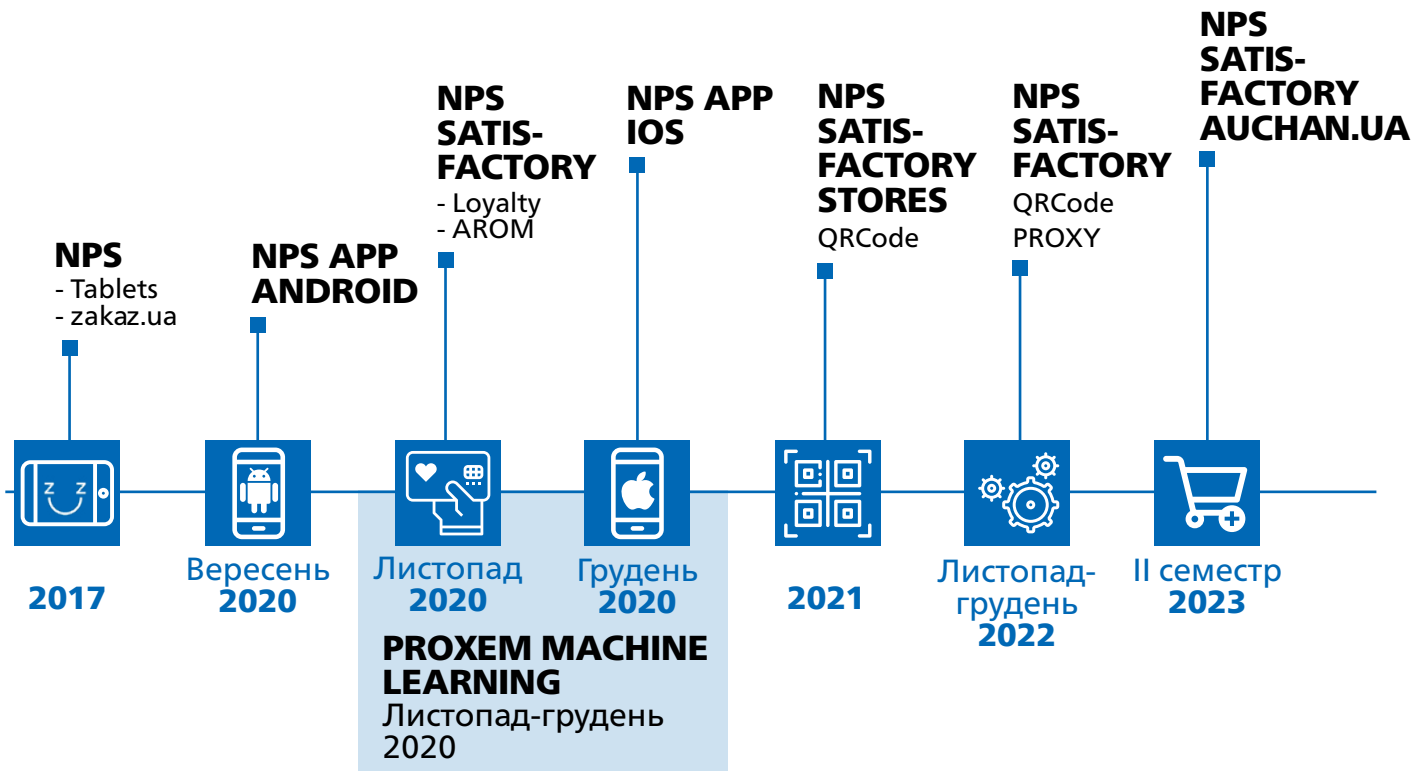 NPS
- Tablets
- zakaz.ua
NPS APP
ANDROID
NPS
SATIS-
FACTORY
- Loyalty
- AROM
NPS APP
IOS
NPS
SATIS-
FACTORY
STORES
QRCode
NPS
SATIS-
FACTORY
QRCode
PROXY
NPS
SATIS-
FACTORY
AUCHAN.UA
z z
2017
Вересень
2020
Листопад
2020
Грудень
2020
2021
Листопад-
грудень
2022
II семестр
2023
PROXEM MACHINE
LEARNING
Листопад-грудень
2020